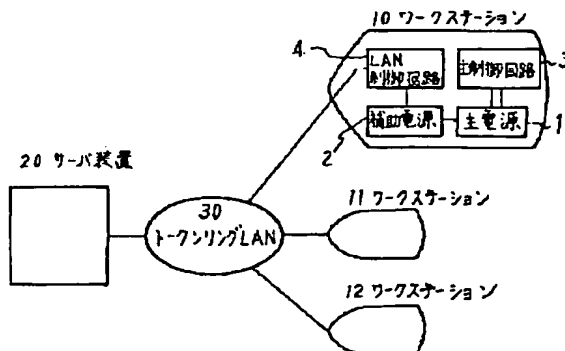 10 ワークステーション
4.
LAN
制御回路
主制御回路
3
補助電源
主電源
1
2
20 サーバ装置
30
トークンリングLAN
11 ワークステーション
12 ワークステーション